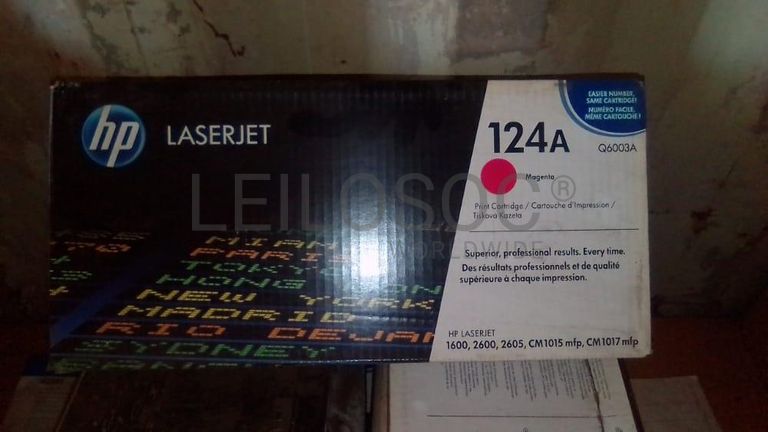 hp
LASERJET
EASIER NUMBER,
SAME CARTRIDGE!
NUMÉRO FACILE,
MÊME CARTOUCHE!
124A
Q6003A
Magenta
Print Cartridge / Cartouche d'Impression /
Tisková Kazeta
LEILOSOC®
WORLDWIDE
Superior, professional results. Every time.
Des résultats professionnels et de qualité
supérieure à chaque impression.
MIAMI
TOKYO
HONG KONG
NEW YORK
MADRID
RIO DE JAN
SYDNEY
HP LASERJET
1600, 2600, 2605, CM1015 mfp, CM1017 mfp